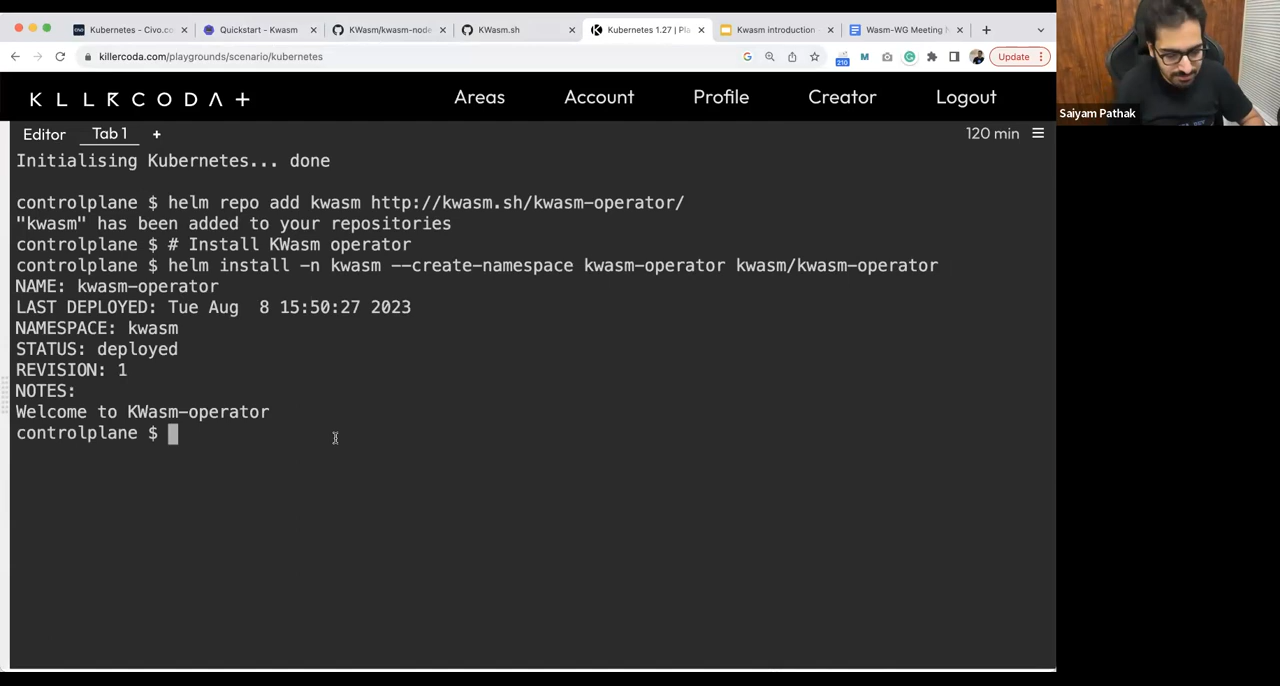 Kubernetes - Civo.co
Quickstart - Kwasm
KWasm/kwasm-node
KWasm.sh
Kubernetes 1.27 | Pl
Kwasm introduction
Wasm-WG Meeting N
killercoda.com/playgrounds/scenario/kubernetes
210
M
Update
KLLRCODA+
Areas
Account
Profile
Creator
Logout
Saiyam Pathak
Editor
Tab 1
+
120 min
Initialising Kubernetes... done
controlplane $ helm repo add kwasm http://kwasm.sh/kwasm-operator/
"kwasm" has been added to your repositories
controlplane $ # Install KWasm operator
controlplane $ helm install -n kwasm --create-namespace kwasm-operator kwasm/kwasm-operator
NAME: kwasm-operator
LAST DEPLOYED: Tue Aug  8 15:50:27 2023
NAMESPACE: kwasm
STATUS: deployed
REVISION: 1
NOTES:
Welcome to KWasm-operator
controlplane $